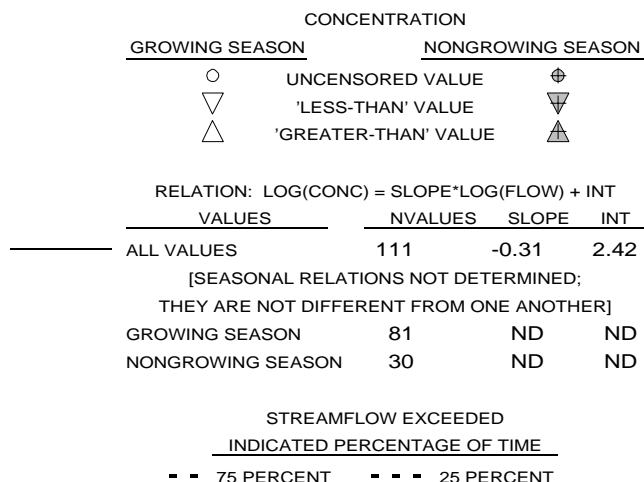 CONCENTRATION
GROWING SEASON NONGROWING SEASON
UNCENSORED VALUE
'LESS-THAN' VALUE
'GREATER-THAN' VALUE
RELATION: LOG(CONC) = SLOPE*LOG(FLOW) + INT
VALUES NVALUES SLOPE INT
ALL VALUES 111 -0.31 2.42
[SEASONAL RELATIONS NOT DETERMINED;
THEY ARE NOT DIFFERENT FROM ONE ANOTHER]
GROWING SEASON 81 ND ND
NONGROWING SEASON 30 ND ND
STREAMFLOW EXCEEDED
INDICATED PERCENTAGE OF TIME
75 PERCENT 25 PERCENT